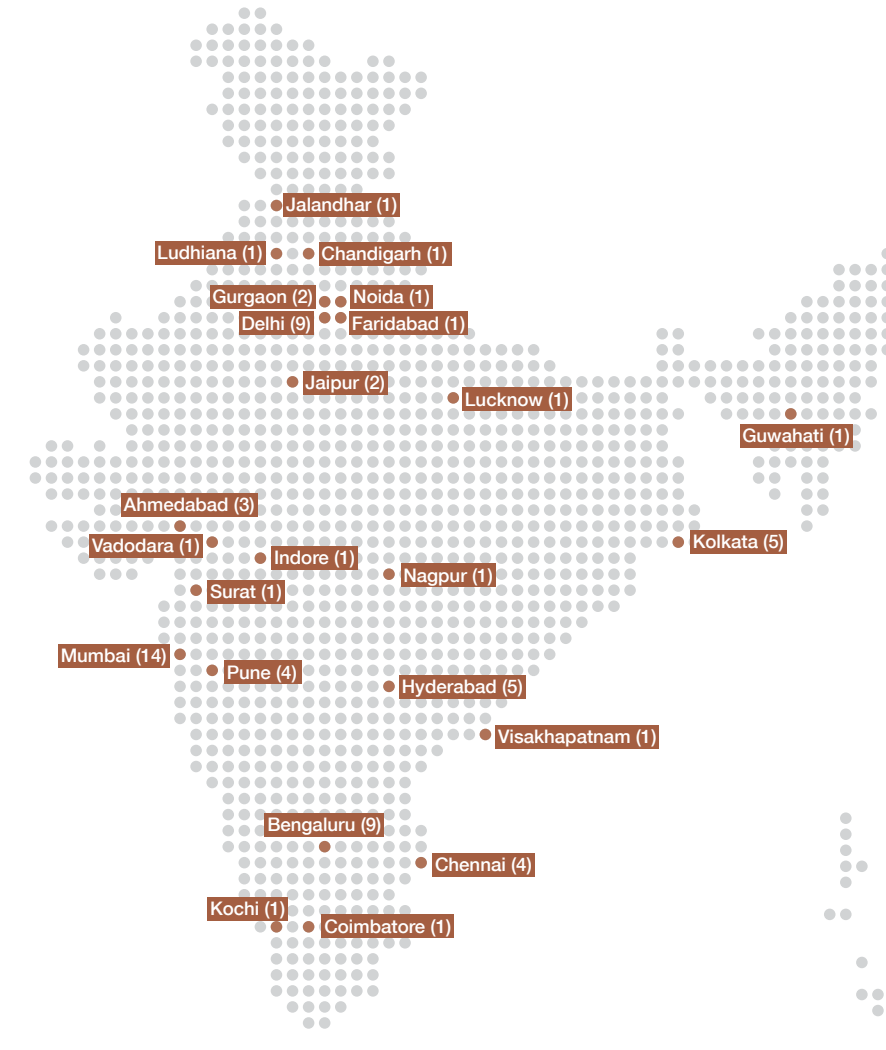 Jalandhar (1)
Ludhiana (1)
Chandigarh (1)
Gurgaon (2)
Noida (1)
Delhi (9)
Faridabad (1)
Jaipur (2)
Lucknow (1)
Guwahati (1)
Ahmedabad (3)
Vadodara (1)
Kolkata (5)
Indore (1)
Nagpur (1)
Surat (1)
Mumbai (14)
Pune (4)
Hyderabad (5)
Visakhapatnam (1)
Bengaluru (9)
Chennai (4)
Kochi (1)
Coimbatore (1)